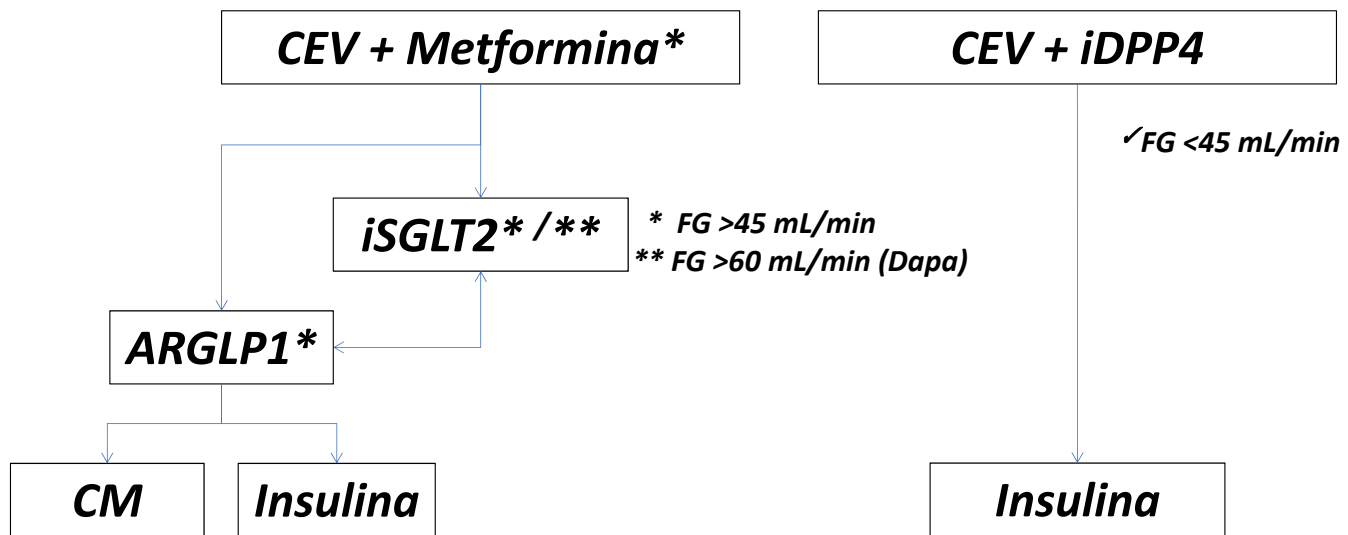 CEV + Metformina*
CEV + iDPP4
✓FG <45 mL/min
iSGLT2* /**
* FG >45 mL/min
** FG >60 mL/min (Dapa)
ARGLP1*
CM
Insulina
Insulina